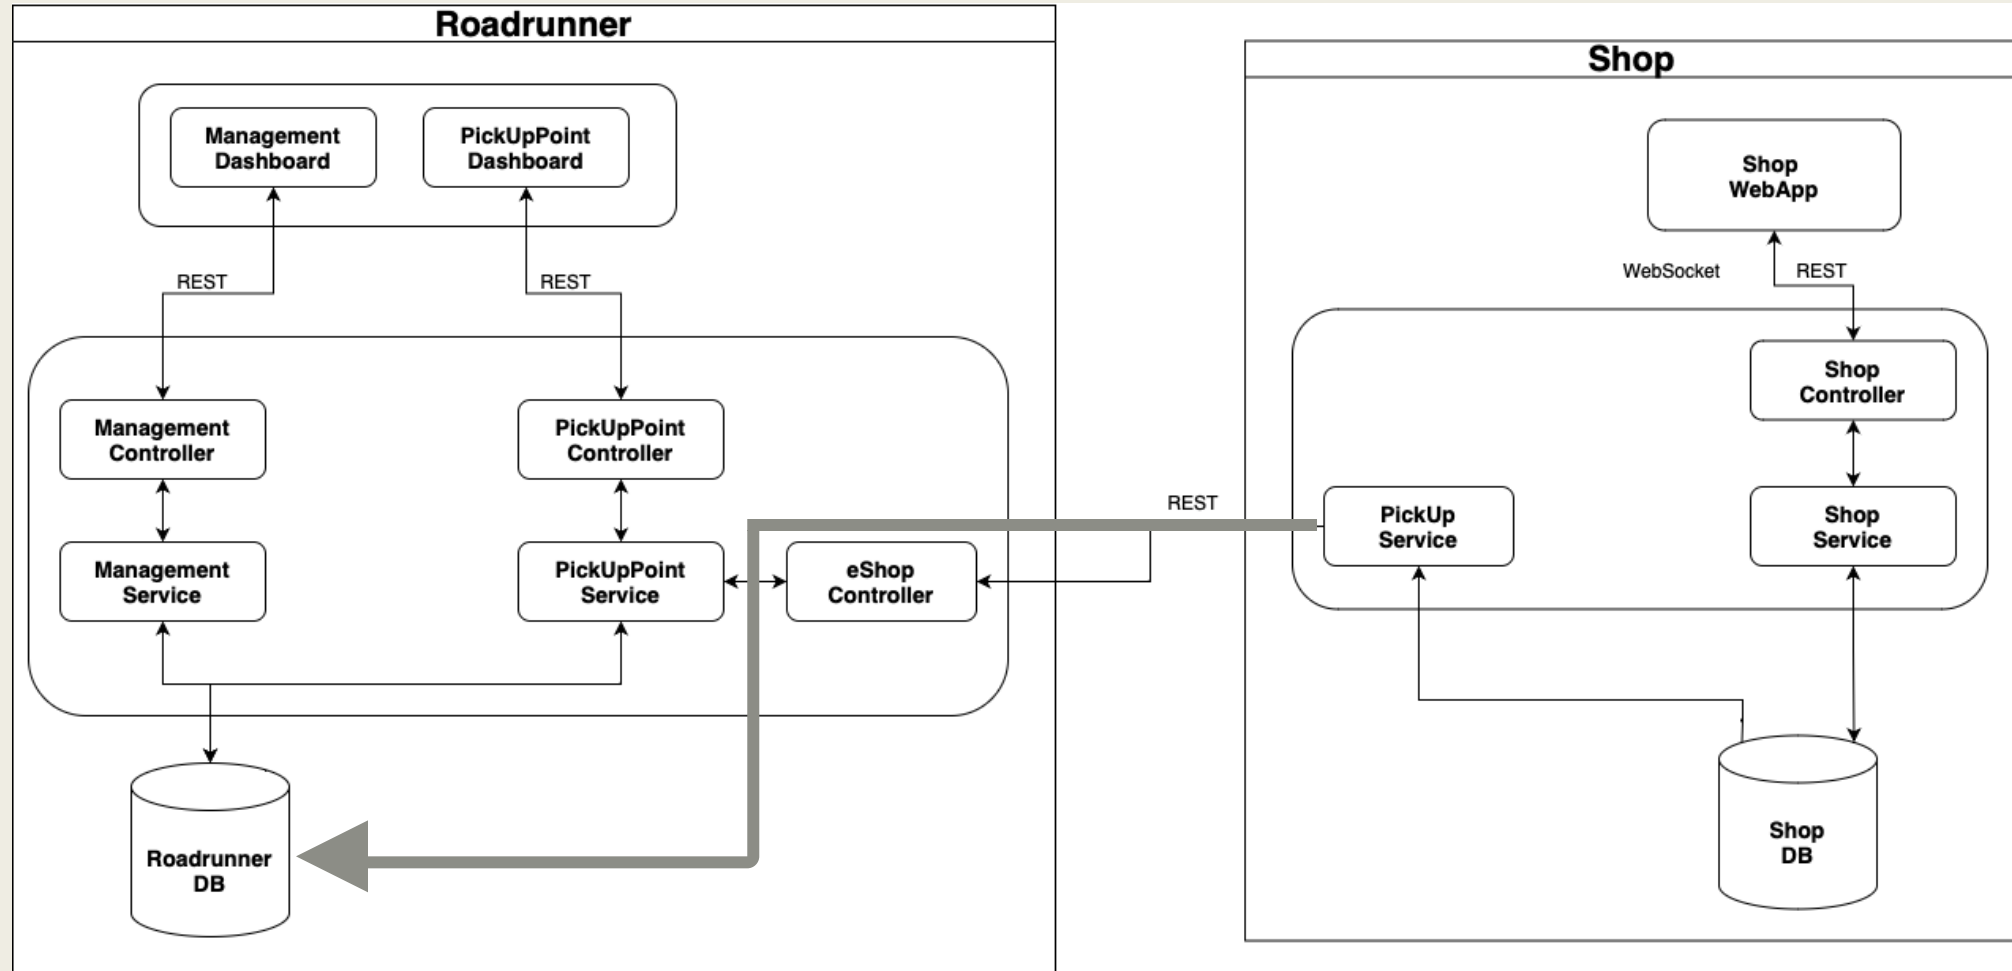 Roadrunner
Management
Dashboard
PickUpPoint
Dashboard
REST
REST
Management
Controller
PickUpPoint
Controller
Management
Service
PickUpPoint
Service
eShop
Controller
Roadrunner
DB
REST
Shop
Shop
WebApp
WebSocket
REST
Shop
Controller
PickUp
Service
Shop
Service
Shop
DB